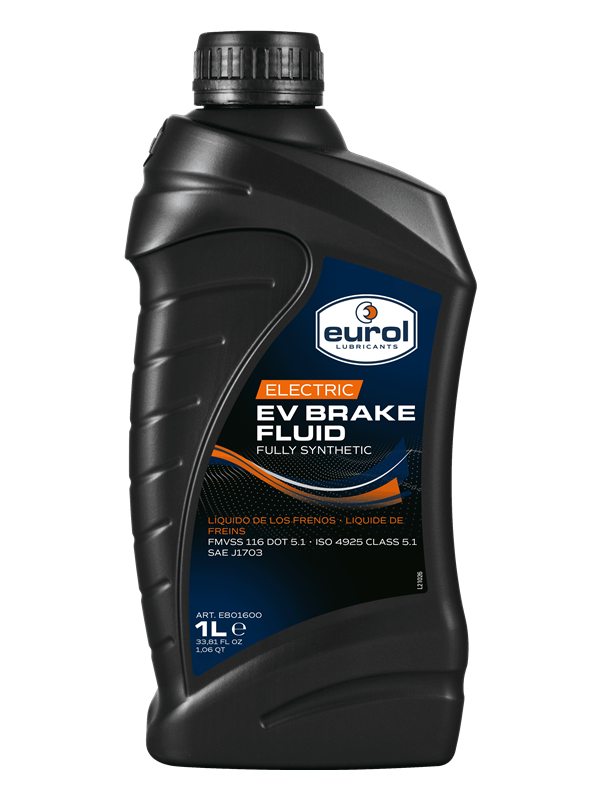 eurol
LUBRICANTS
ELECTRIC
EV BRAKE
FLUID
FULLY SYNTHETIC
LÍQUIDO DE LOS FRENOS · LIQUIDE DE
FREINS
FMVSS 116 DOT 5.1 · ISO 4925 CLASS 5.1
SAE J1703
L21026
ART. E801600
1L e
33,81 FL OZ
1,06 QT